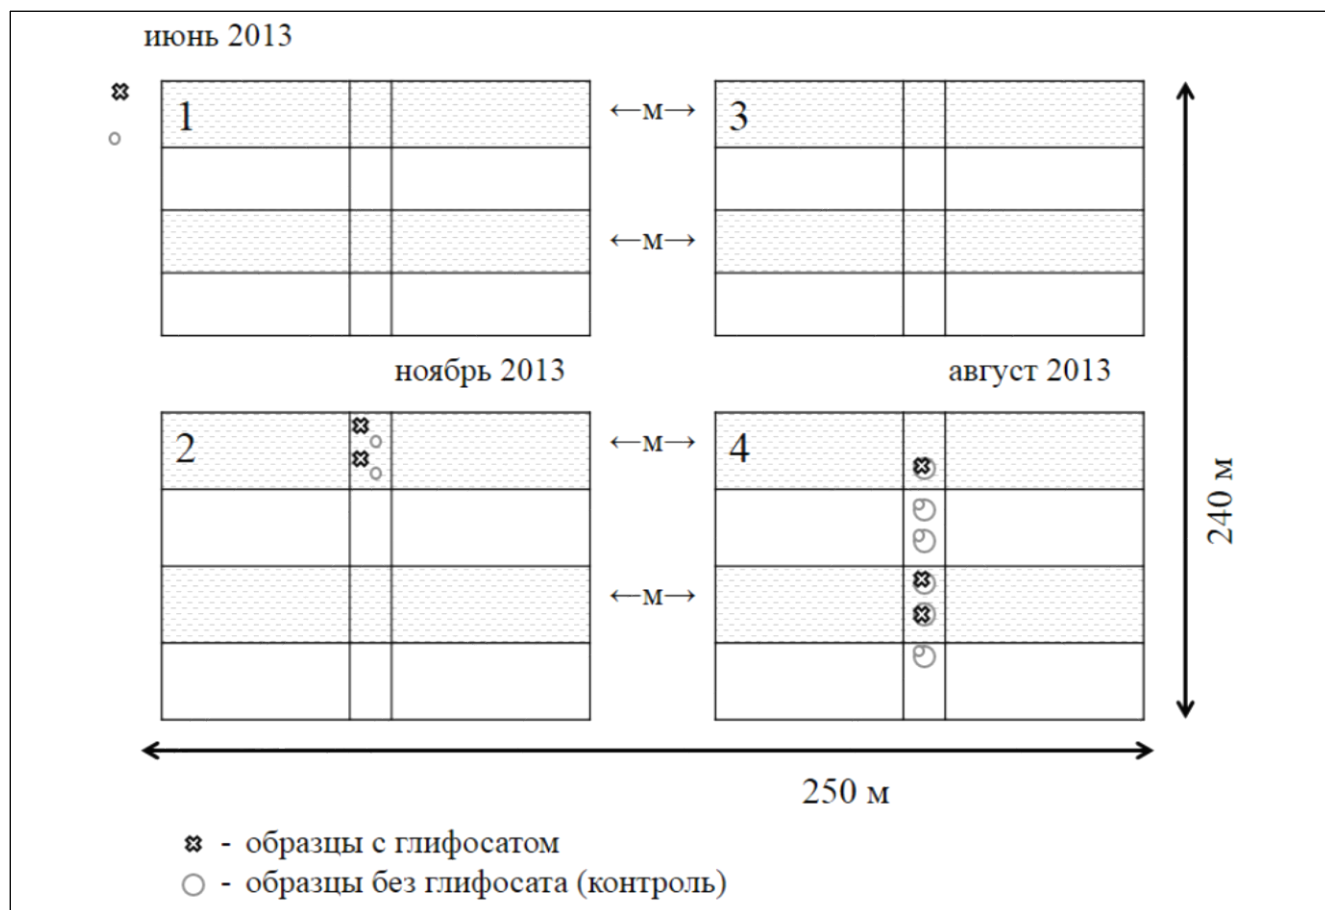 июнь 2013
1
←м→
3
←м→
ноябрь 2013
август 2013
2
←м→
4
←м→
240 м
250 м
- образцы с глифосатом
- образцы без глифосата (контроль)